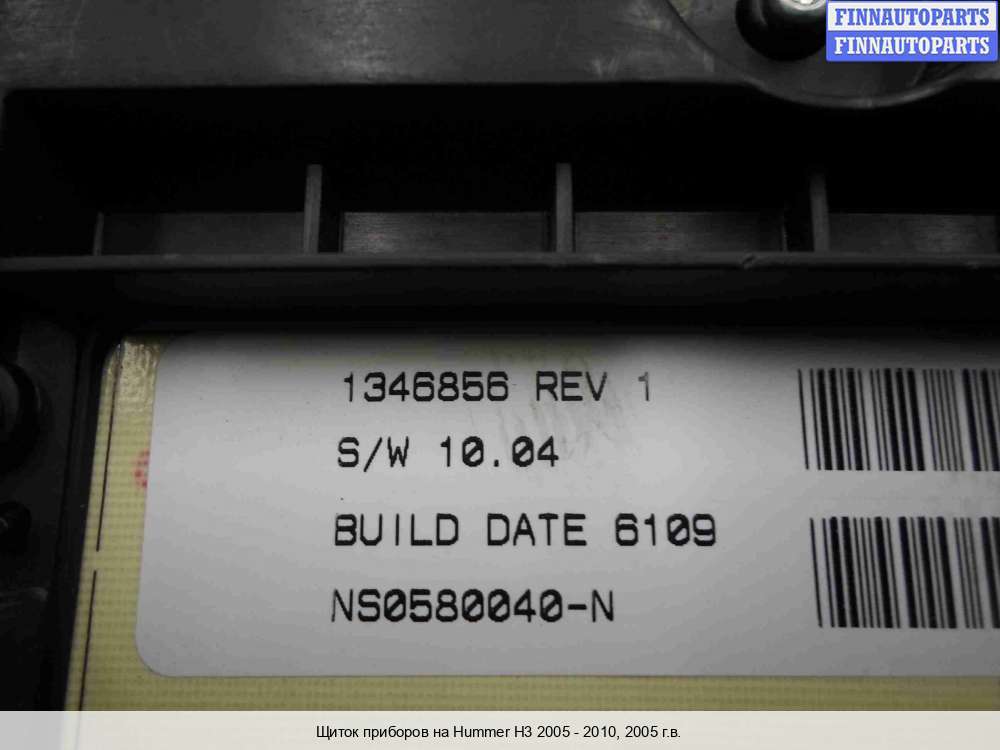 FINNAUTOPARTS
FINNAUTOPARTS
1346856 REV 1
S/W 10.04
BUILD DATE 6109
NS0580040-N
Щиток приборов на Hummer H3 2005 - 2010, 2005 г.в.